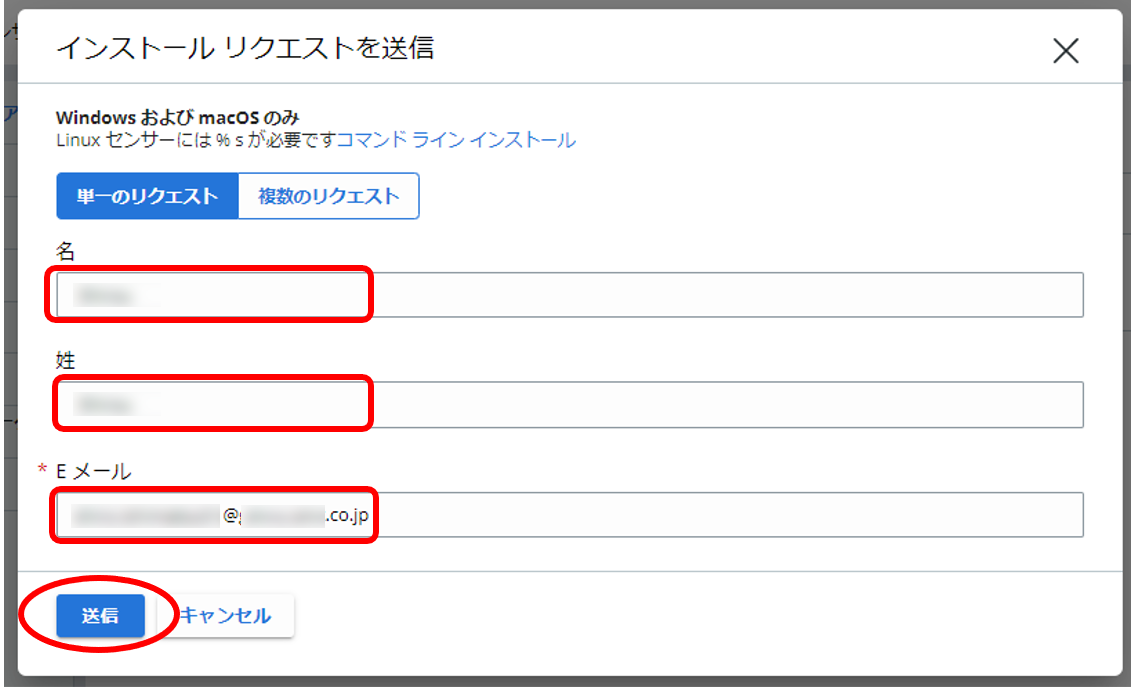 インストール リクエストを送信
Windows および macOS のみ
Linux センサーには % s が必要ですコマンド ライン インストール
単一のリクエスト
複数のリクエスト
名
姓
* E メール
@
.co.jp
送信
キャンセル